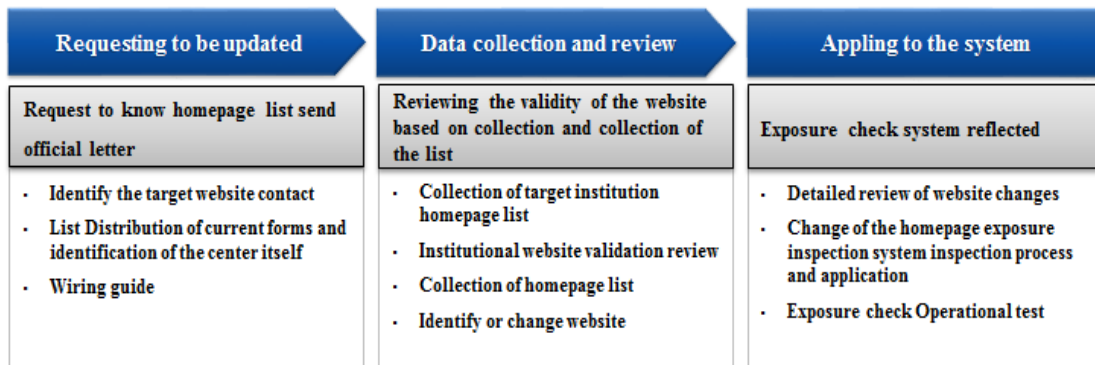 Requesting to be updated
Data collection and review
Appling to the system
Request to know homepage list send
official letter
Reviewing the validity of the website
based on collection and collection of
the list
Exposure check system reflected
· Identify the target website contact
· List Distribution of current forms and
identification of the center itself
· Wiring guide
· Collection of target institution
homepage list
· Institutional website validation review
· Collection of homepage list
· Identify or change website
· Detailed review of website changes
· Change of the homepage exposure
inspection system inspection process
and application
· Exposure check Operational test